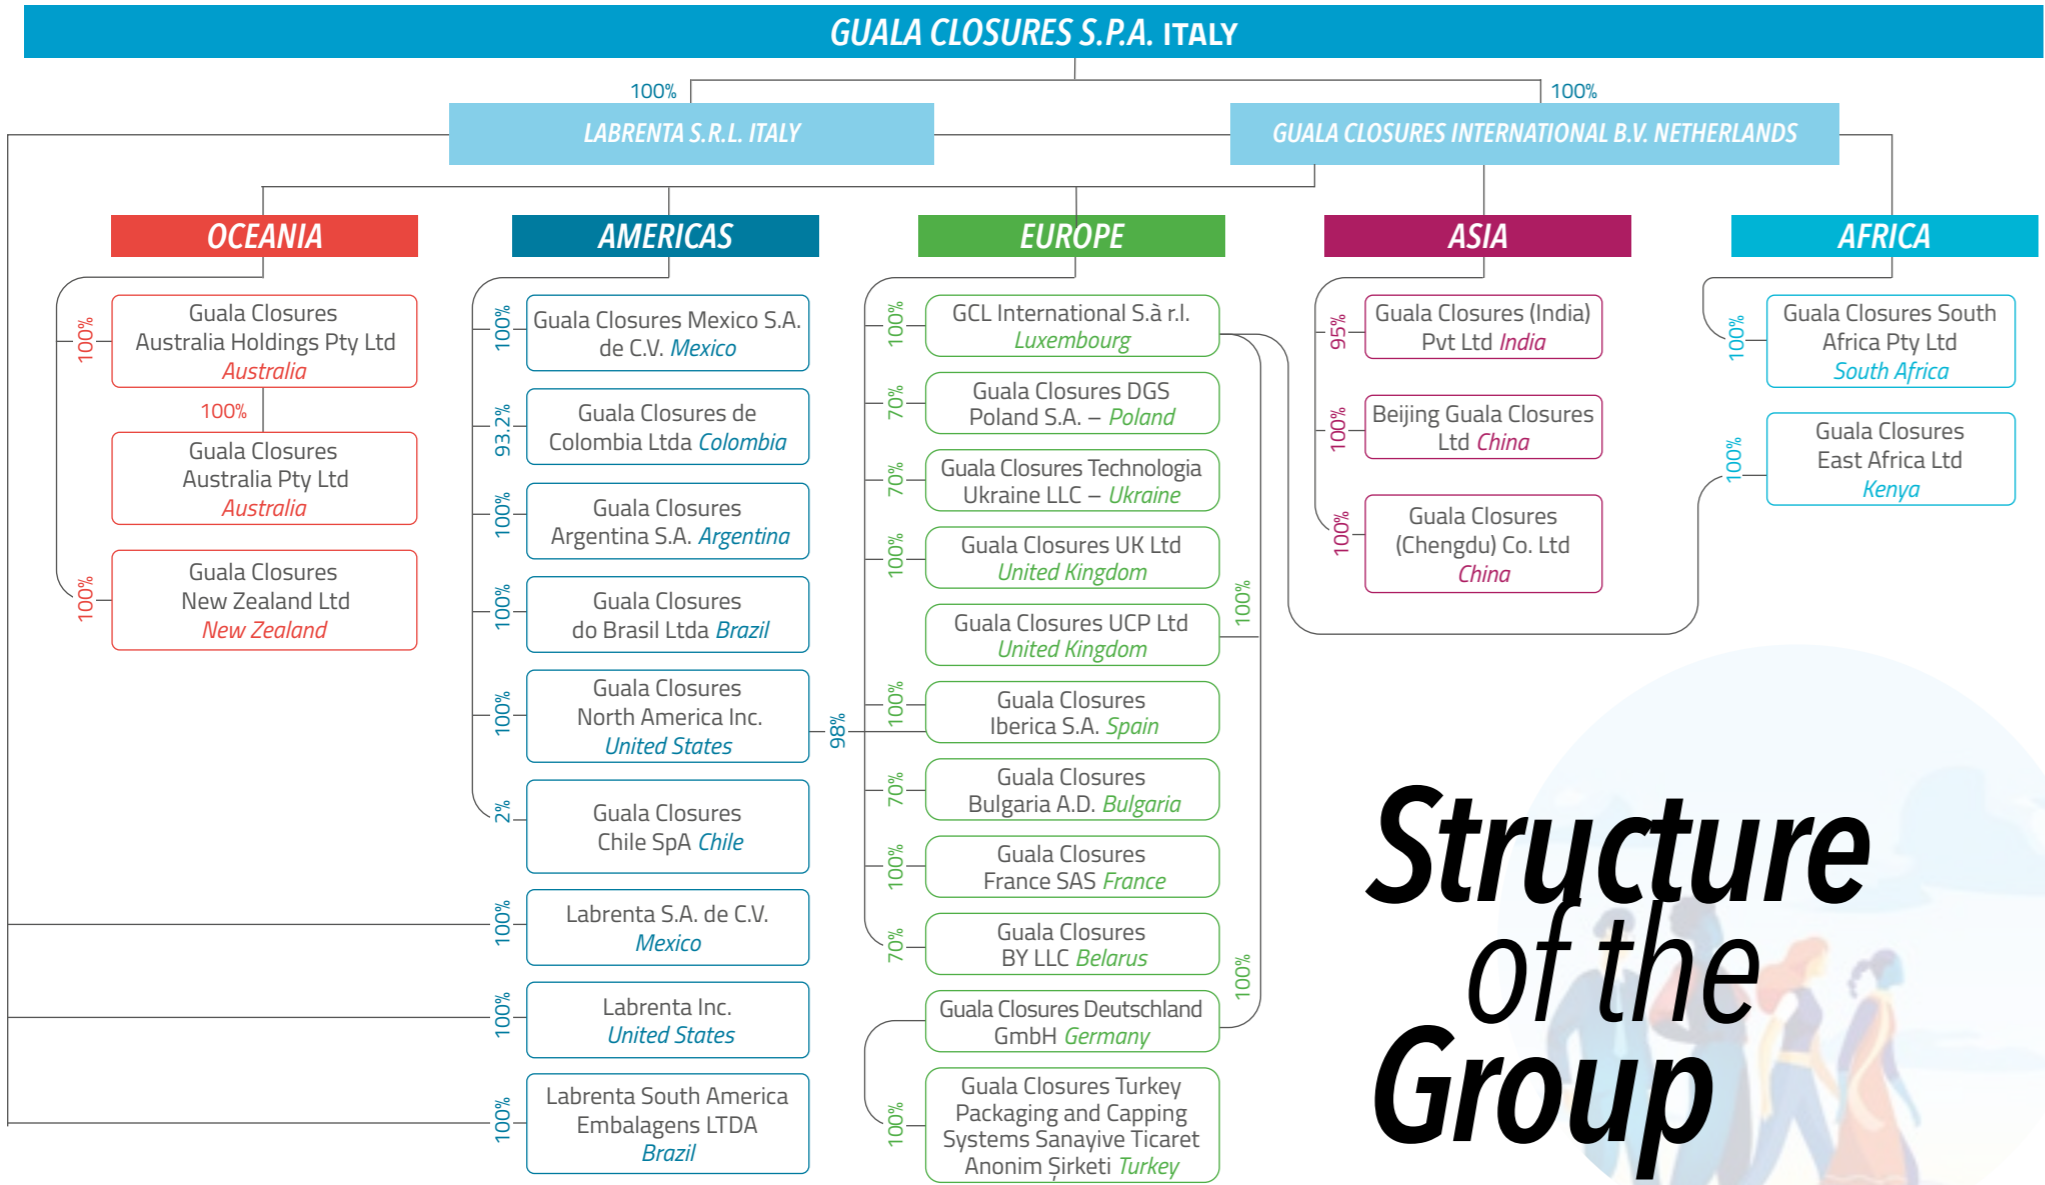 GUALA CLOSURES S.P.A. ITALY
100%
100%
LABRENTA S.R.L. ITALY
GUALA CLOSURES INTERNATIONAL B.V. NETHERLANDS
OCEANIA
100%
Guala Closures
Australia Holdings Pty Ltd
Australia
100%
Guala Closures
Australia Pty Ltd
Australia
100%
Guala Closures
New Zealand Ltd
New Zealand
AMERICAS
100%
Guala Closures Mexico S.A.
de C.V. Mexico
93.2%
Guala Closures de
Colombia Ltda Colombia
100%
Guala Closures
Argentina S.A. Argentina
100%
Guala Closures
do Brasil Ltda Brazil
100%
Guala Closures
North America Inc.
United States
98%
2%
Guala Closures
Chile SpA Chile
100%
Labrenta S.A. de C.V.
Mexico
100%
Labrenta Inc.
United States
100%
Labrenta South America
Embalagens LTDA
Brazil
EUROPE
100%
GCL International S.à r.l.
Luxembourg
70%
Guala Closures DGS
Poland S.A. – Poland
70%
Guala Closures Technologia
Ukraine LLC – Ukraine
100%
Guala Closures UK Ltd
United Kingdom
100%
Guala Closures UCP Ltd
United Kingdom
100%
Guala Closures
Iberica S.A. Spain
70%
Guala Closures
Bulgaria A.D. Bulgaria
100%
Guala Closures
France SAS France
70%
Guala Closures
BY LLC Belarus
100%
Guala Closures Deutschland
GmbH Germany
100%
Guala Closures Turkey
Packaging and Capping
Systems Sanayive Ticaret
Anonim Şirketi Turkey
ASIA
95%
Guala Closures (India)
Pvt Ltd India
100%
Beijing Guala Closures
Ltd China
100%
Guala Closures
(Chengdu) Co. Ltd
China
AFRICA
100%
Guala Closures South
Africa Pty Ltd
South Africa
100%
Guala Closures
East Africa Ltd
Kenya
Structure
of the
Group